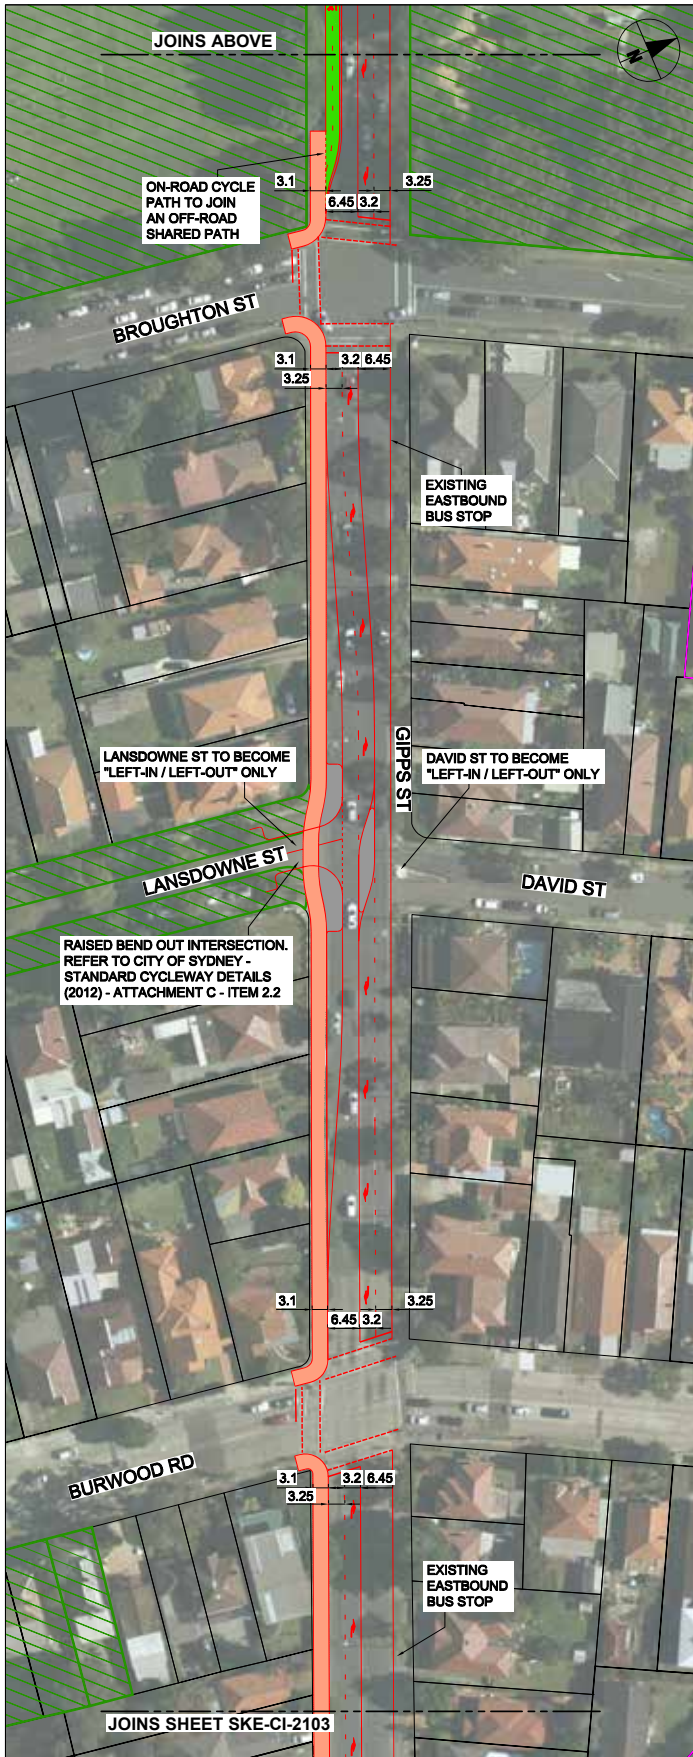 JOINS ABOVE
N
ON-ROAD CYCLE
PATH TO JOIN
AN OFF-ROAD
SHARED PATH
3.1
3.25
6.45
3.2
BROUGHTON ST
3.1
3.2
6.45
3.25
EXISTING
EASTBOUND
BUS STOP
GIPPS ST
LANSDOWNE ST TO BECOME
"LEFT-IN / LEFT-OUT" ONLY
DAVID ST TO BECOME
"LEFT-IN / LEFT-OUT" ONLY
LANSDOWNE ST
DAVID ST
RAISED BEND OUT INTERSECTION.
REFER TO CITY OF SYDNEY -
STANDARD CYCLEWAY DETAILS
(2012) - ATTACHMENT C - ITEM 2.2
3.1
3.25
6.45
3.2
BURWOOD RD
3.1
3.2
6.45
3.25
EXISTING
EASTBOUND
BUS STOP
JOINS SHEET SKE-CI-2103